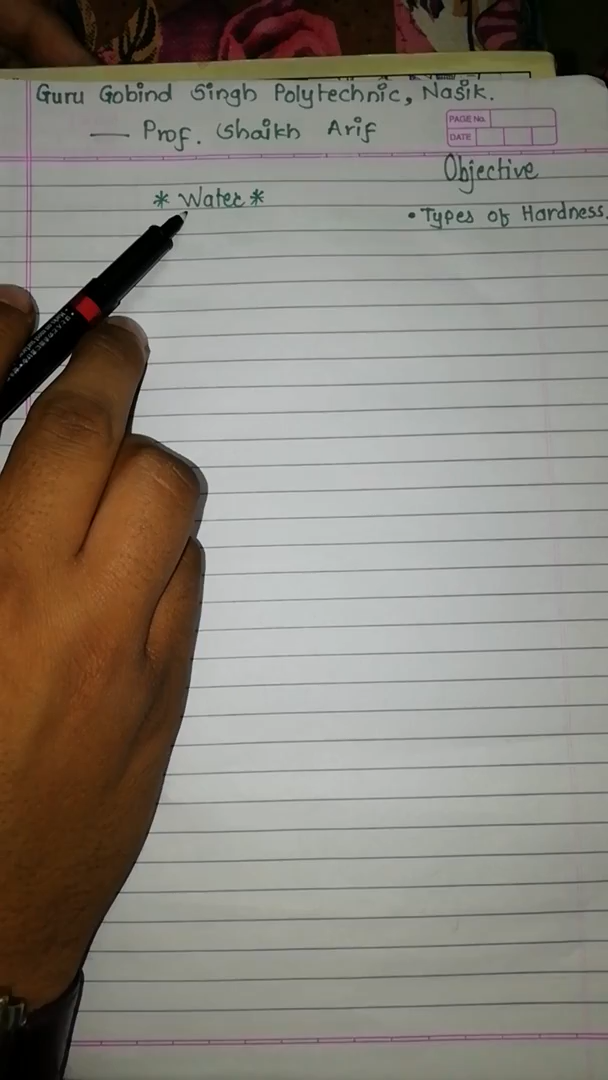 Guru Gobind Singh Polytechnic, Nasik.
— Prof. Shaikh Arif
PAGE No.
DATE
Objective
* Water *
• Types of Hardness.